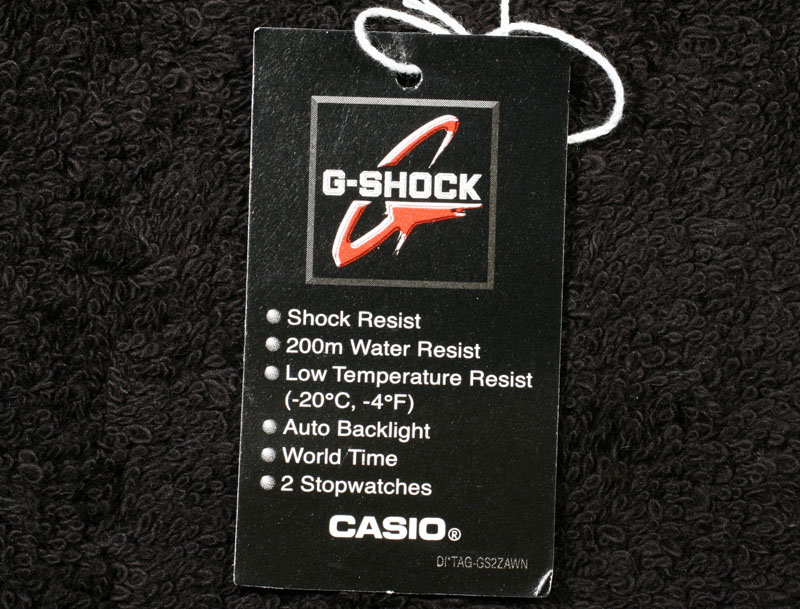 G-SHOCK
Shock Resist
200m Water Resist
Low Temperature Resist
(-20°C, -4°F)
Auto Backlight
World Time
2 Stopwatches
CASIO®
DI*TAG-GS2ZAWN